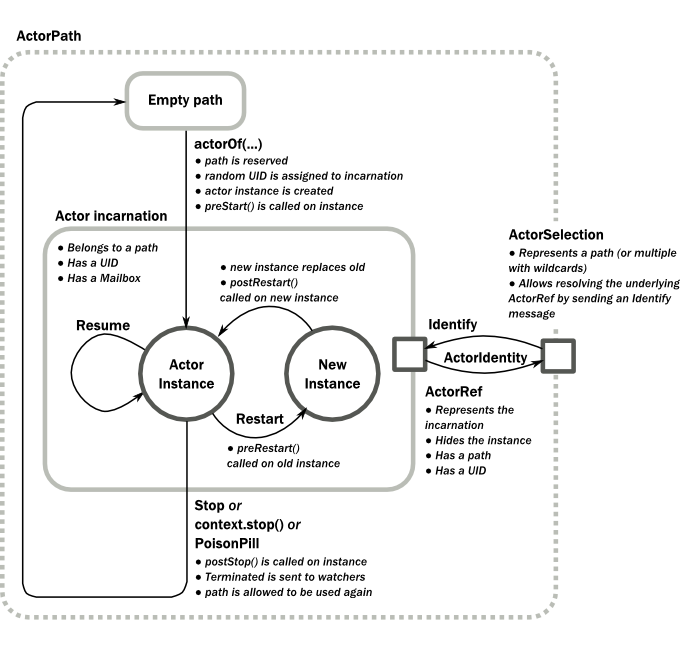 ActorPath
Empty path
actorOf(...)
● path is reserved
● random UID is assigned to incarnation
● actor instance is created
● preStart() is called on instance
Actor incarnation
● Belongs to a path
● Has a UID
● Has a Mailbox
● new instance replaces old
● postRestart()
called on new instance
Resume
Actor
Instance
New
Instance
Restart
● preRestart()
called on old instance
ActorSelection
● Represents a path (or multiple
with wildcards)
● Allows resolving the underlying
ActorRef by sending an Identify
message
Identify
ActorIdentity
ActorRef
● Represents the
incarnation
● Hides the instance
● Has a path
● Has a UID
Stop or
context.stop() or
PoisonPill
● postStop() is called on instance
● Terminated is sent to watchers
● path is allowed to be used again